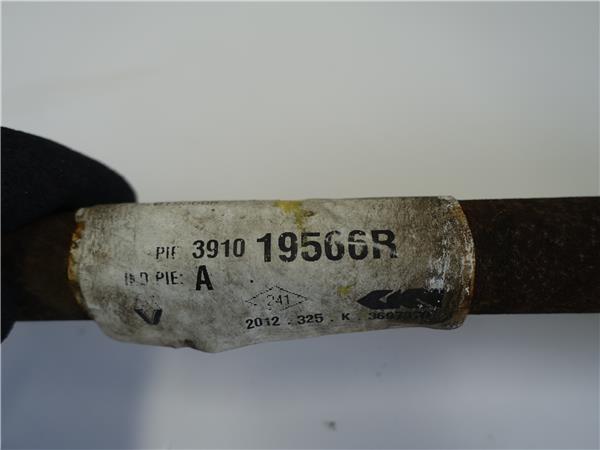 PIE 3910 19566R
IND PIE: A
241
2012 . 325 . K .